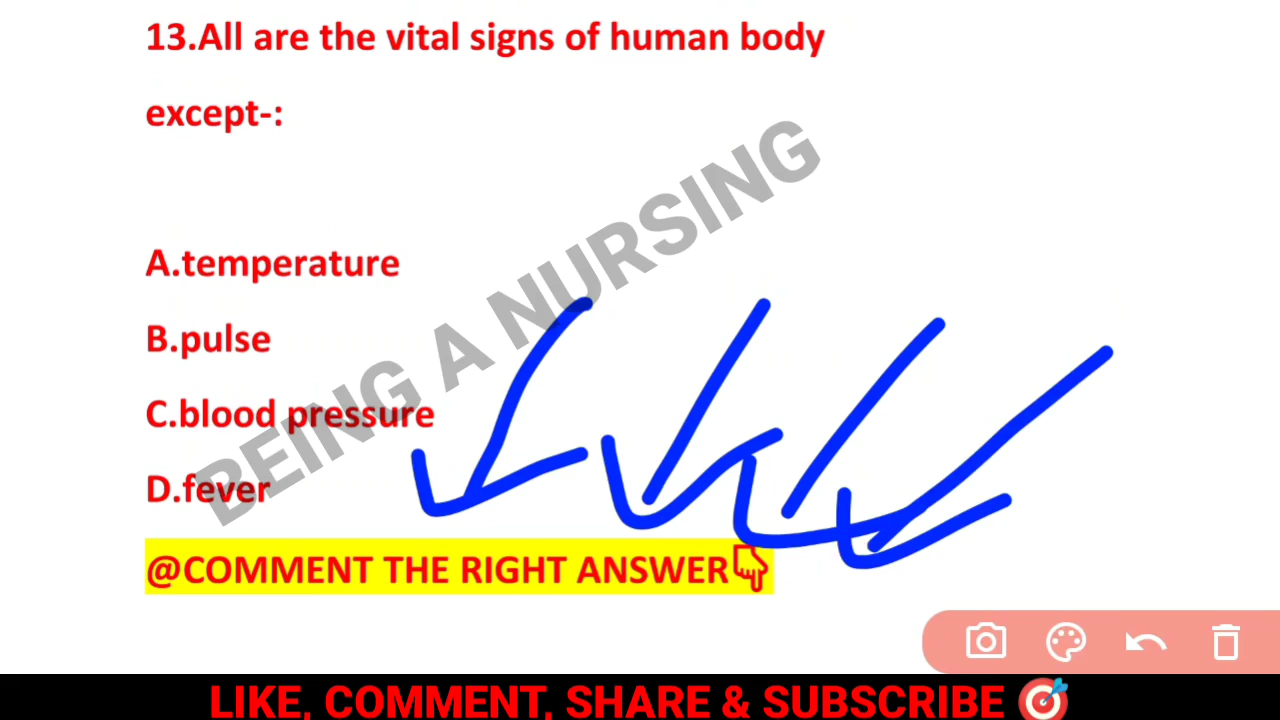 13.All are the vital signs of human body
except-:
A.temperature
B.pulse
C.blood pressure
D.fever
@COMMENT THE RIGHT ANSWER👇
BEING A NURSING
LIKE, COMMENT, SHARE & SUBSCRIBE 🎯